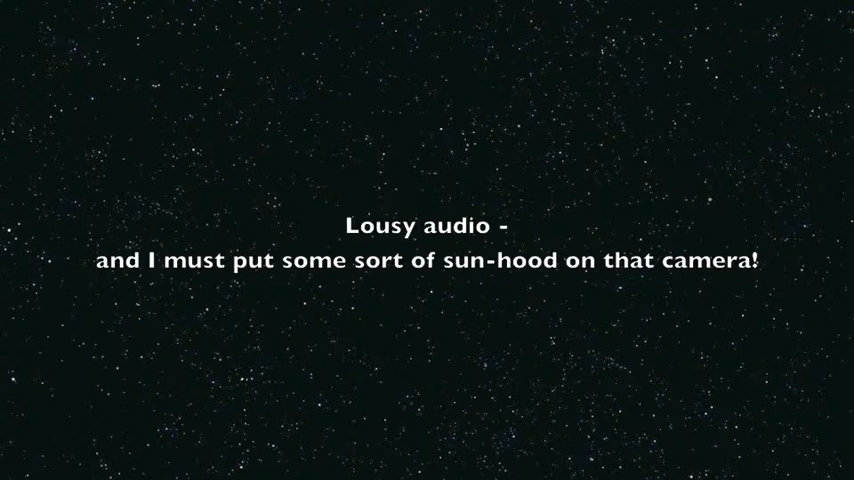 Lousy audio -
and I must put some sort of sun-hood on that camera!